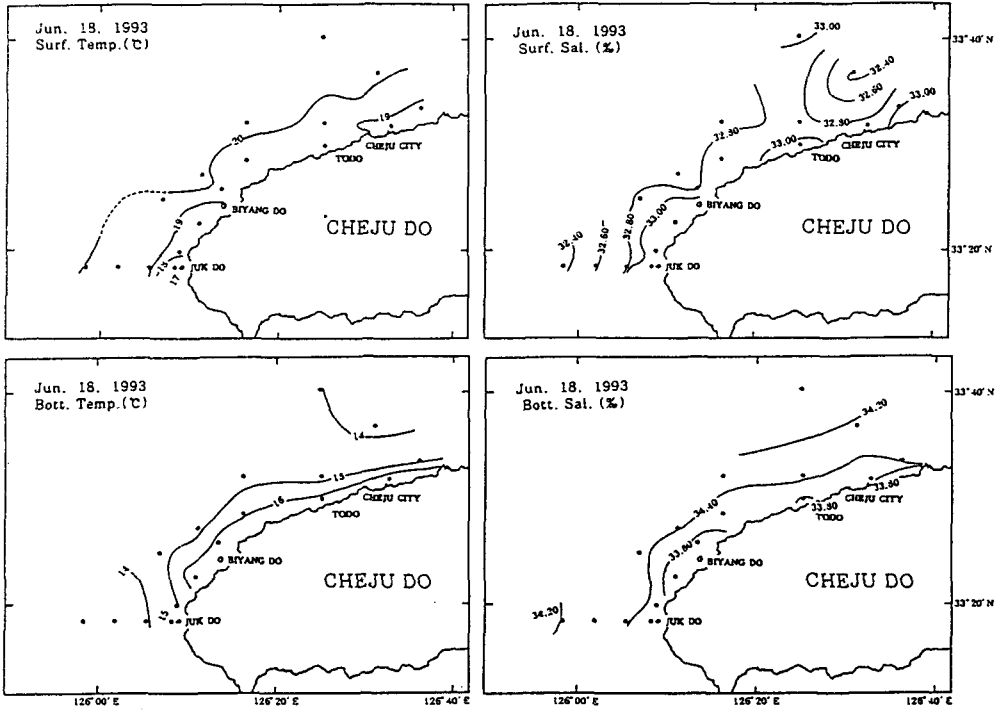 Jun. 18. 1993
Surf. Temp.(℃)
20
19
CHEJU CITY
TODO
19
BIYANG DO
CHEJU DO
17
JUK DO
Jun. 18. 1993
Surf. Sal. (‰)
33.00
32.40
32.60
33.00
32.80
32.80
33.00
CHEJU CITY
TODO
BIYANG DO
33.00
32.80
32.60
32.40
CHEJU DO
JUK DO
33°40' N
33°20' N
Jun. 18. 1993
Bott. Temp.(℃)
14
15
16
CHEJU CITY
TODO
BIYANG DO
14
15
CHEJU DO
JUK DO
126°00' E
126°20' E
126°40' E
Jun. 18. 1993
Bott. Sal. (‰)
34.20
34.40
CHEJU CITY
33.80
TODO
BIYANG DO
CHEJU DO
34.20
JUK DO
33°40' N
33°20' N
126°00' E
126°20' E
126°40' E